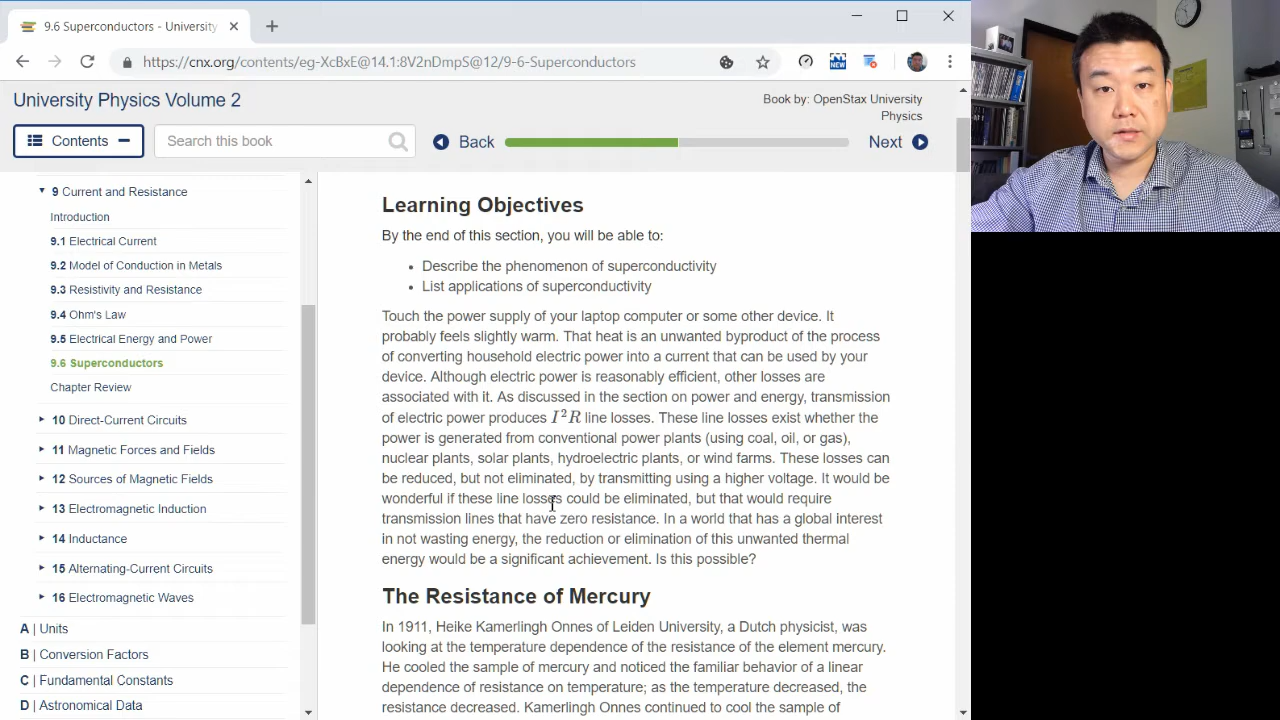 9.6 Superconductors - University
https://cnx.org/contents/eg-XcBxE@14.1:8V2nDmpS@12/9-6-Superconductors
NEW
University Physics Volume 2
Book by: OpenStax University
Physics
Contents
Search this book
Back
Next
9 Current and Resistance
Introduction
9.1 Electrical Current
9.2 Model of Conduction in Metals
9.3 Resistivity and Resistance
9.4 Ohm's Law
9.5 Electrical Energy and Power
9.6 Superconductors
Chapter Review
10 Direct-Current Circuits
11 Magnetic Forces and Fields
12 Sources of Magnetic Fields
13 Electromagnetic Induction
14 Inductance
15 Alternating-Current Circuits
16 Electromagnetic Waves
A | Units
B | Conversion Factors
C | Fundamental Constants
D | Astronomical Data
Learning Objectives
By the end of this section, you will be able to:
• Describe the phenomenon of superconductivity
• List applications of superconductivity
Touch the power supply of your laptop computer or some other device. It
probably feels slightly warm. That heat is an unwanted byproduct of the process
of converting household electric power into a current that can be used by your
device. Although electric power is reasonably efficient, other losses are
associated with it. As discussed in the section on power and energy, transmission
of electric power produces I²R line losses. These line losses exist whether the
power is generated from conventional power plants (using coal, oil, or gas),
nuclear plants, solar plants, hydroelectric plants, or wind farms. These losses can
be reduced, but not eliminated, by transmitting using a higher voltage. It would be
wonderful if these line losses could be eliminated, but that would require
transmission lines that have zero resistance. In a world that has a global interest
in not wasting energy, the reduction or elimination of this unwanted thermal
energy would be a significant achievement. Is this possible?
The Resistance of Mercury
In 1911, Heike Kamerlingh Onnes of Leiden University, a Dutch physicist, was
looking at the temperature dependence of the resistance of the element mercury.
He cooled the sample of mercury and noticed the familiar behavior of a linear
dependence of resistance on temperature; as the temperature decreased, the
resistance decreased. Kamerlingh Onnes continued to cool the sample of